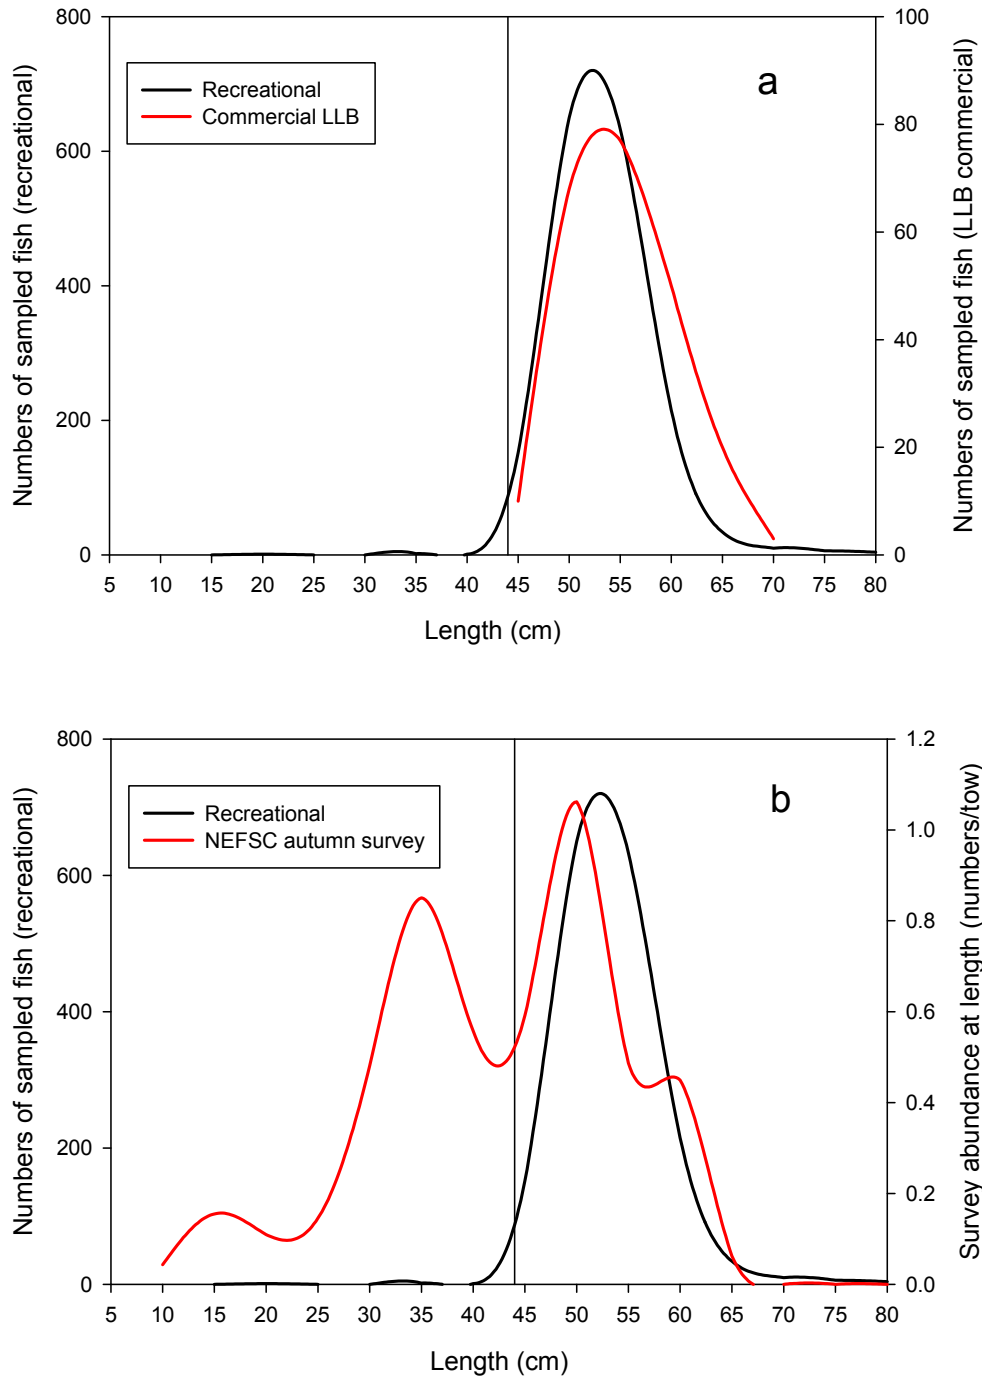 800
600
400
200
0
100
80
60
40
20
0
Numbers of sampled fish (recreational)
Numbers of sampled fish (LLB commercial)
Recreational
Commercial LLB
a
5 10 15 20 25 30 35 40 45 50 55 60 65 70 75 80
Length (cm)
800
600
400
200
0
1.2
1.0
0.8
0.6
0.4
0.2
0.0
Numbers of sampled fish (recreational)
Survey abundance at length (numbers/tow)
Recreational
NEFSC autumn survey
b
5 10 15 20 25 30 35 40 45 50 55 60 65 70 75 80
Length (cm)